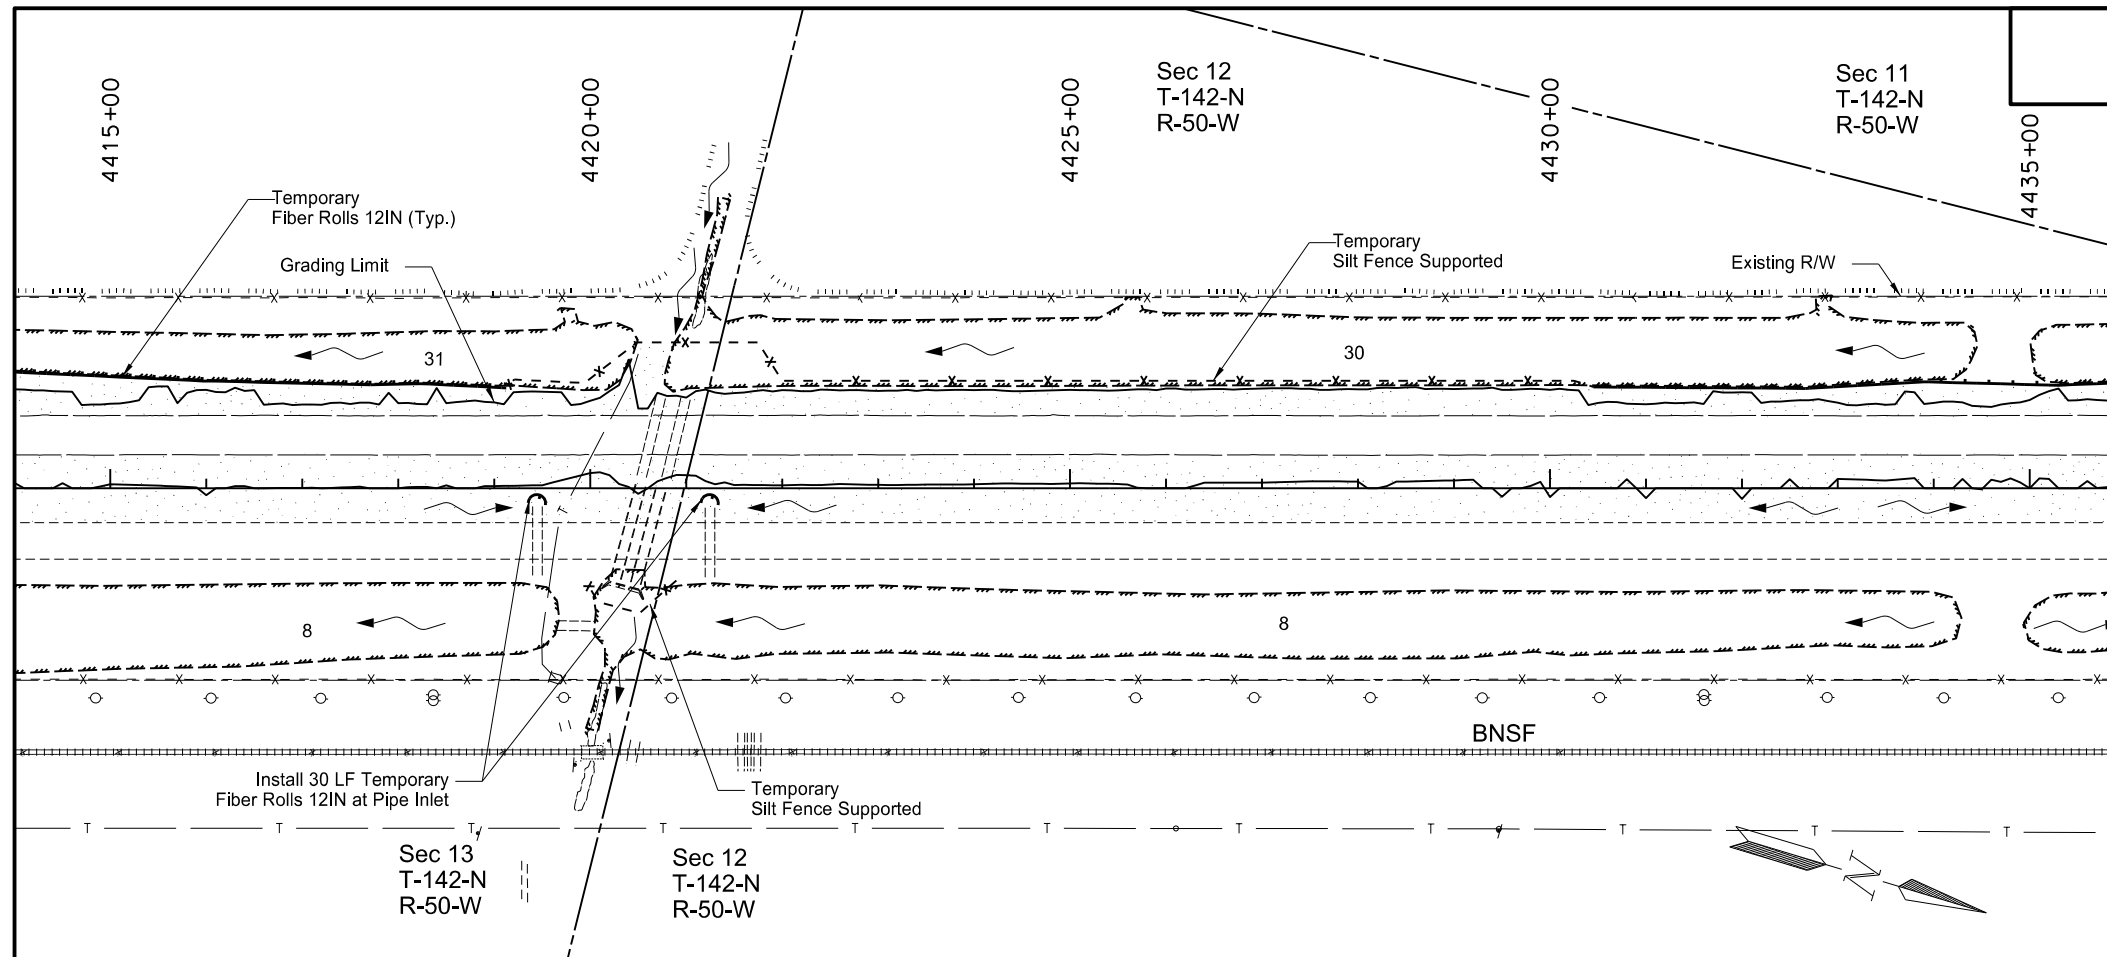 4415+00
4420+00
4425+00
4430+00
4435+00
Sec 12
T-142-N
R-50-W
Sec 11
T-142-N
R-50-W
Temporary
Fiber Rolls 12IN (Typ.)
Grading Limit
Temporary
Silt Fence Supported
Existing R/W
31
30
8
8
BNSF
Install 30 LF Temporary
Fiber Rolls 12IN at Pipe Inlet
Temporary
Silt Fence Supported
T T T T T T T T T T T
Sec 13
T-142-N
R-50-W
Sec 12
T-142-N
R-50-W
N